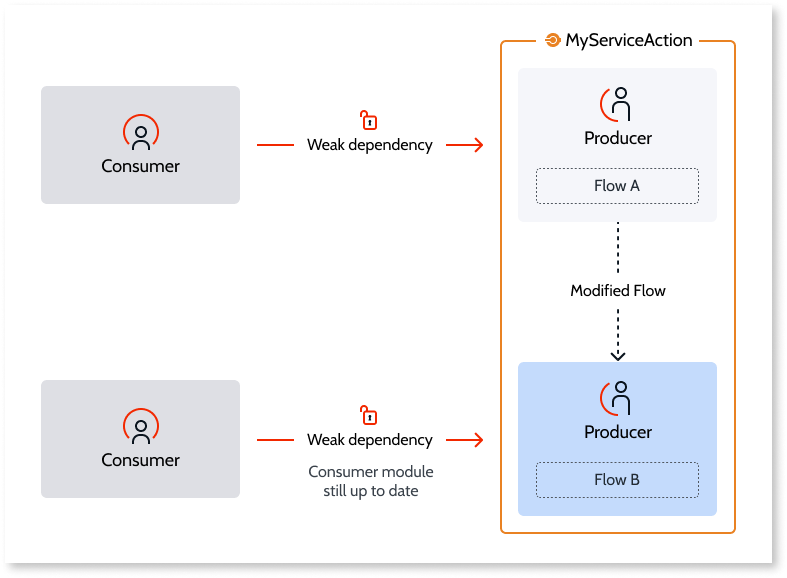 MyServiceAction
Consumer
Weak dependency
Producer
Flow A
Modified Flow
Consumer
Weak dependency
Consumer module
still up to date
Producer
Flow B